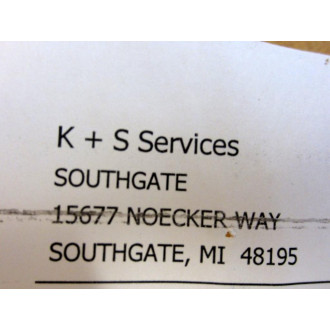 K + S Services
SOUTHGATE
15677 NOECKER WAY
SOUTHGATE, MI 48195